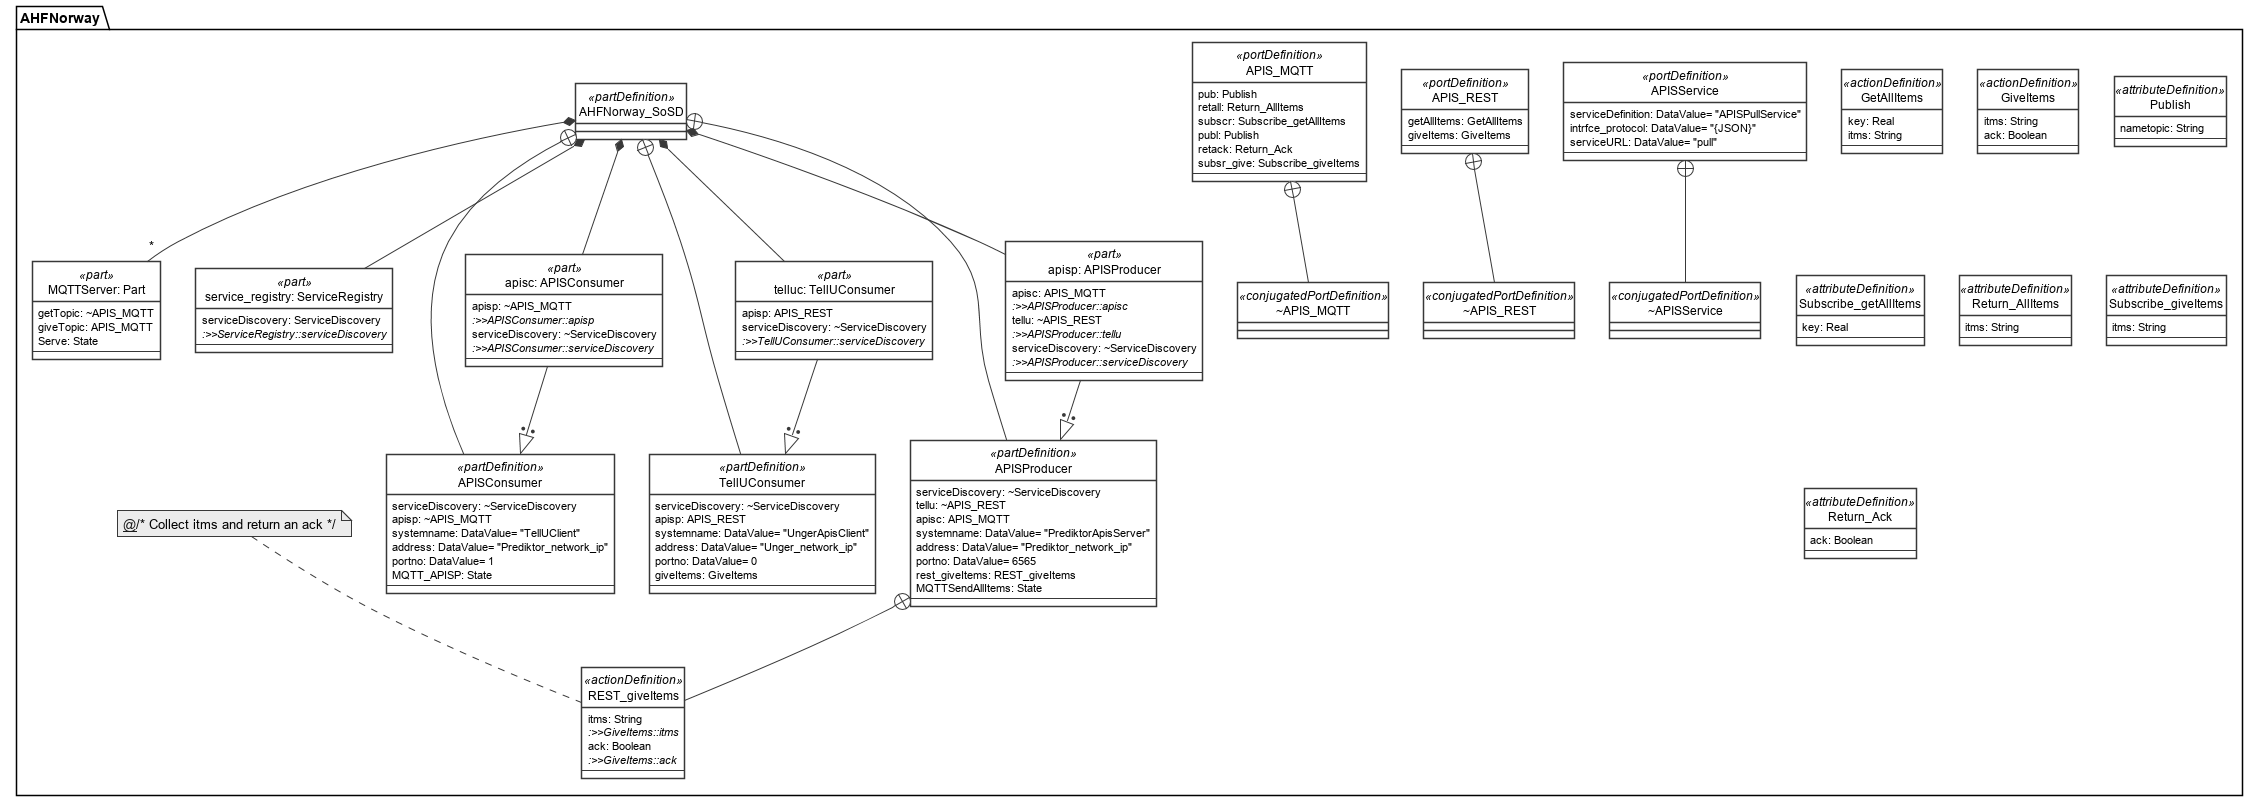 AHFNorway
«partDefinition»
AHFNorway_SoSD
«portDefinition»
APIS_MQTT
pub: Publish
retall: Return_AllItems
subscr: Subscribe_getAllItems
publ: Publish
retack: Return_Ack
subsr_give: Subscribe_giveItems
«portDefinition»
APIS_REST
getAllItems: GetAllItems
giveItems: GiveItems
«portDefinition»
APISService
serviceDefinition: DataValue= "APISPullService"
intrfce_protocol: DataValue= "{JSON}"
serviceURL: DataValue= "pull"
«actionDefinition»
GetAllItems
key: Real
itms: String
«actionDefinition»
GiveItems
itms: String
ack: Boolean
«attributeDefinition»
Publish
nametopic: String
*
«part»
MQTTServer: Part
getTopic: ~APIS_MQTT
giveTopic: APIS_MQTT
Serve: State
«part»
service_registry: ServiceRegistry
serviceDiscovery: ServiceDiscovery
:>>ServiceRegistry::serviceDiscovery
«part»
apisc: APISConsumer
apisp: ~APIS_MQTT
:>>APISConsumer::apisp
serviceDiscovery: ~ServiceDiscovery
:>>APISConsumer::serviceDiscovery
«part»
telluc: TellUConsumer
apisp: APIS_REST
serviceDiscovery: ~ServiceDiscovery
:>>TellUConsumer::serviceDiscovery
«part»
apisp: APISProducer
apisc: APIS_MQTT
:>>APISProducer::apisc
tellu: ~APIS_REST
:>>APISProducer::tellu
serviceDiscovery: ~ServiceDiscovery
:>>APISProducer::serviceDiscovery
«conjugatedPortDefinition»
~APIS_MQTT
«conjugatedPortDefinition»
~APIS_REST
«conjugatedPortDefinition»
~APISService
«attributeDefinition»
Subscribe_getAllItems
key: Real
«attributeDefinition»
Return_AllItems
itms: String
«attributeDefinition»
Subscribe_giveItems
itms: String
«partDefinition»
APISConsumer
serviceDiscovery: ~ServiceDiscovery
apisp: ~APIS_MQTT
systemname: DataValue= "TellUClient"
address: DataValue= "Prediktor_network_ip"
portno: DataValue= 1
MQTT_APISP: State
«partDefinition»
TellUConsumer
serviceDiscovery: ~ServiceDiscovery
apisp: APIS_REST
systemname: DataValue= "UngerApisClient"
address: DataValue= "Unger_network_ip"
portno: DataValue= 0
giveItems: GiveItems
«partDefinition»
APISProducer
serviceDiscovery: ~ServiceDiscovery
tellu: ~APIS_REST
apisc: APIS_MQTT
systemname: DataValue= "PrediktorApisServer"
address: DataValue= "Prediktor_network_ip"
portno: DataValue= 6565
rest_giveItems: REST_giveItems
MQTTSendAllItems: State
«attributeDefinition»
Return_Ack
ack: Boolean
@/* Collect itms and return an ack */
«actionDefinition»
REST_giveItems
itms: String
:>>GiveItems::itms
ack: Boolean
:>>GiveItems::ack